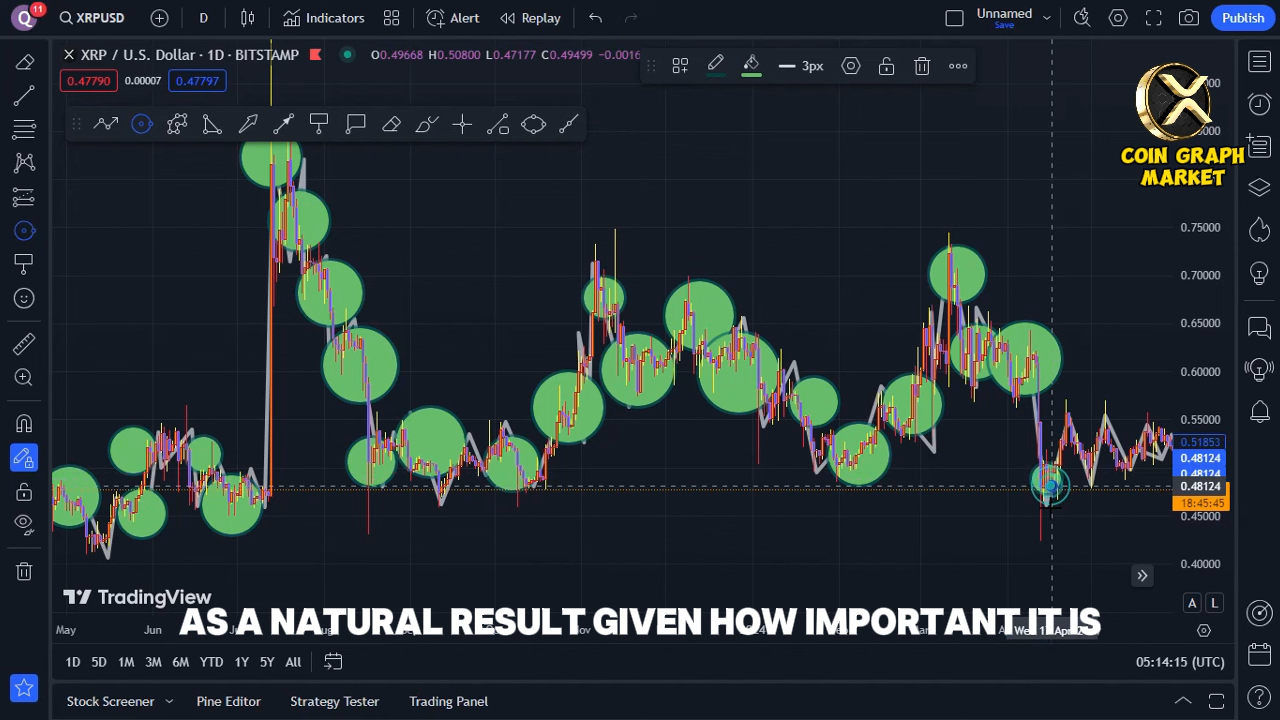 Q 11
XRPUSD D Indicators Alert Replay Unnamed Save Publish
XRP / U.S. Dollar · 1D · BITSTAMP O0.49668 H0.50800 L0.47177 C0.49499 −0.0016
3px
0.47790 0.0007 0.47797
COIN GRAPH
MARKET
0.75000
0.70000
0.65000
0.60000
0.55000
0.51853
0.48124
0.48124
0.48124
18:45:45
0.45000
0.40000
TradingView
A L
AS A NATURAL RESULT GIVEN HOW IMPORTANT IT IS
May Jun Aug Nov
1D 5D 1M 3M 6M YTD 1Y 5Y All 05:14:15 (UTC)
Stock Screener Pine Editor Strategy Tester Trading Panel